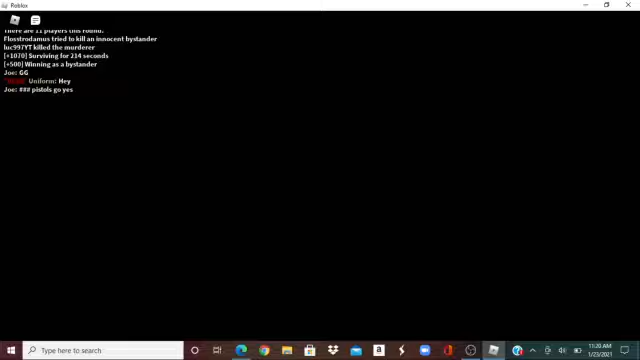 Roblox
There are 11 players this round.
Flosstrodamus tried to kill an innocent bystander
luc997YT killed the murderer
[+1070] Surviving for 214 seconds
[+500] Winning as a bystander
Joe: GG
Uniform: Hey
Joe: ### pistols go yes
Type here to search
11:20 AM
1/23/2021